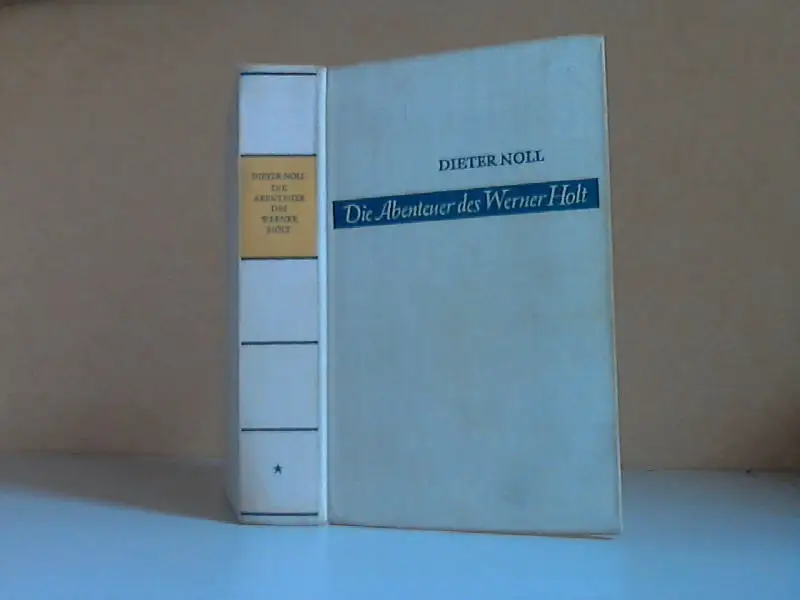 DIETER NOLL
DIE
ABENTEUER
DES
WERNER
HOLT
DIETER NOLL
Die Abenteuer des Werner Holt